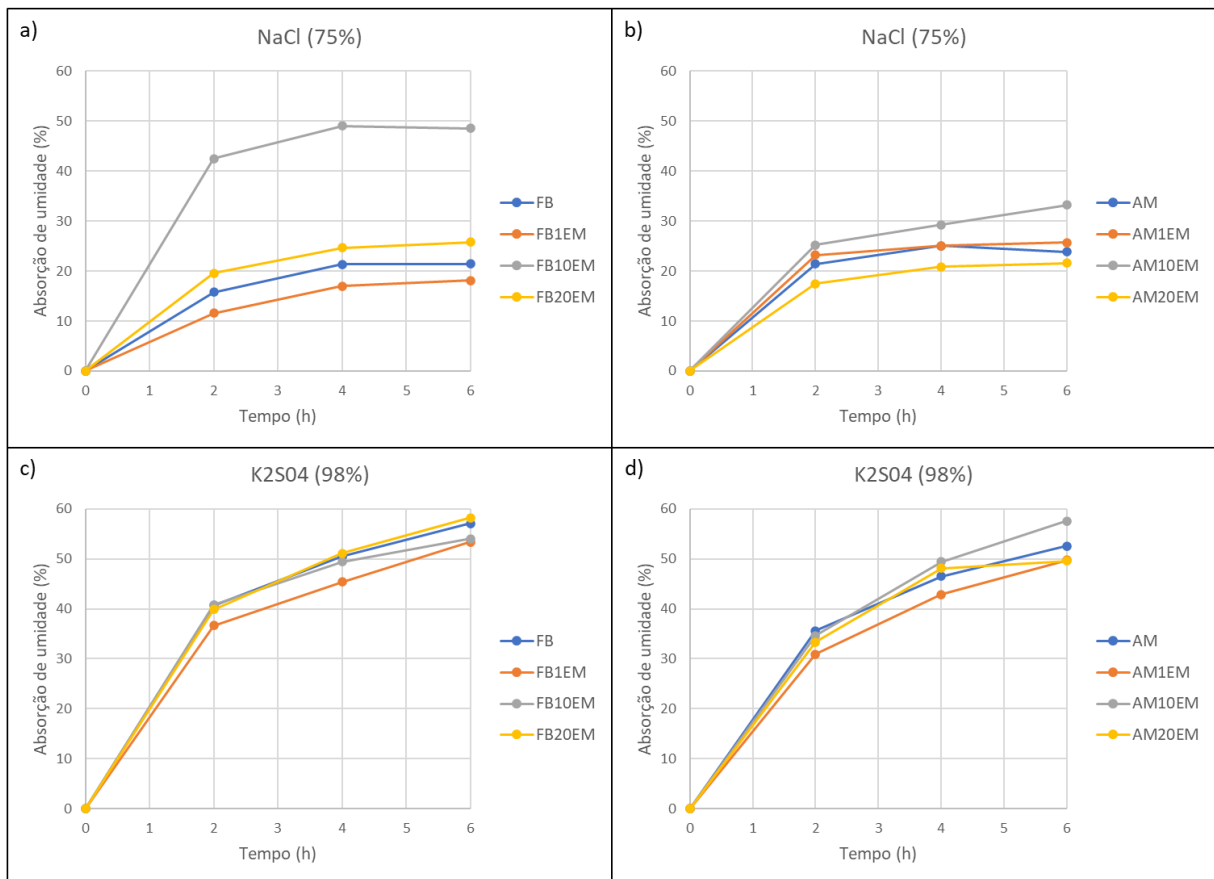 a)
NaCl (75%)
Absorção de umidade (%)
60
50
40
30
20
10
0
0 1 2 3 4 5 6
Tempo (h)
FB
FB1EM
FB10EM
FB20EM
b)
NaCl (75%)
Absorção de umidade (%)
60
50
40
30
20
10
0
0 1 2 3 4 5 6
Tempo (h)
AM
AM1EM
AM10EM
AM20EM
c)
K2S04 (98%)
Absorção de umidade (%)
60
50
40
30
20
10
0
0 1 2 3 4 5 6
Tempo (h)
FB
FB1EM
FB10EM
FB20EM
d)
K2S04 (98%)
Absorção de umidade (%)
60
50
40
30
20
10
0
0 1 2 3 4 5 6
Tempo (h)
AM
AM1EM
AM10EM
AM20EM